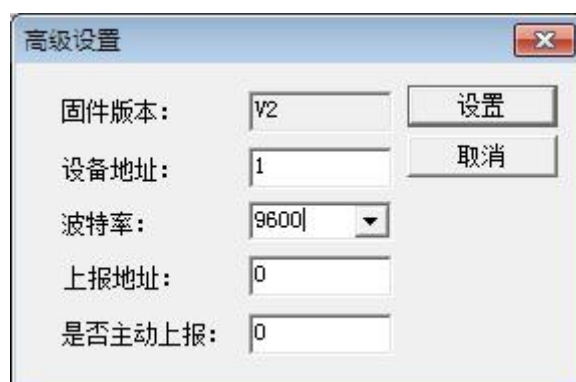 高级设置
固件版本： V2 设置
设备地址： 1 取消
波特率： 9600
上报地址： 0
是否主动上报： 0